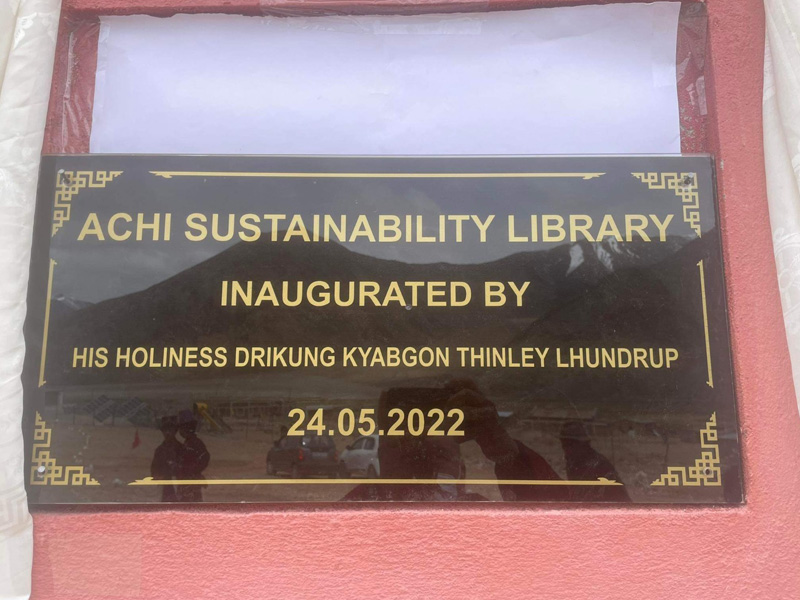 ACHI SUSTAINABILITY LIBRARY
INAUGURATED BY
HIS HOLINESS DRIKUNG KYABGON THINLEY LHUNDRUP
24.05.2022